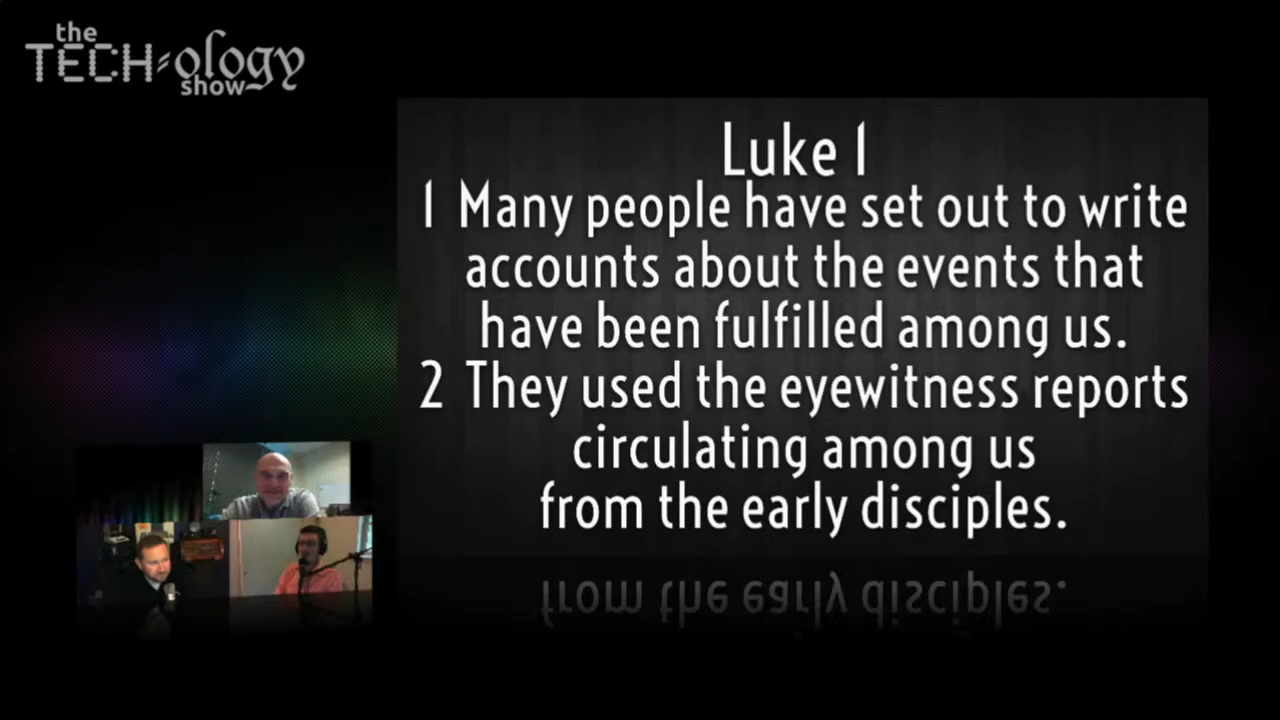 the
TECH-ology
show
Luke 1
1 Many people have set out to write
accounts about the events that
have been fulfilled among us.
2 They used the eyewitness reports
circulating among us
from the early disciples.